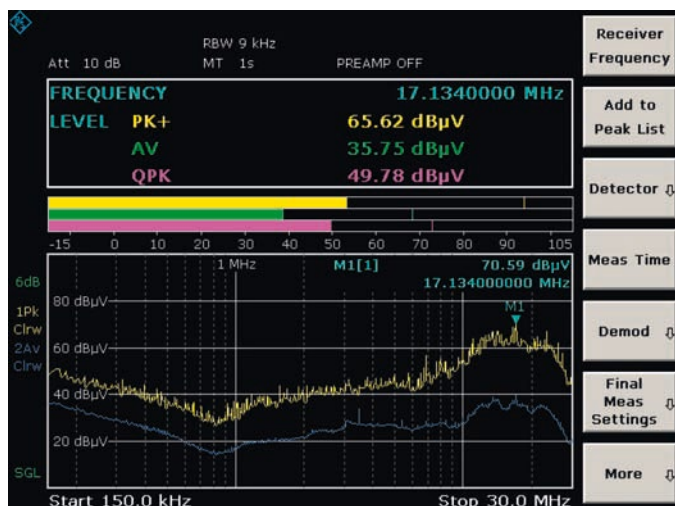 RBW 9 kHz
Att 10 dB MT 1s PREAMP OFF
FREQUENCY 17.1340000 MHz
LEVEL PK+ 65.62 dBµV
AV 35.75 dBµV
QPK 49.78 dBµV
-15 0 10 20 30 40 50 60 70 80 90 105
1 MHz M1[1] 70.59 dBµV
17.134000000 MHz
M1
6dB
1Pk
Clrw
2Av
Clrw
SGL
80 dBµV
60 dBµV
40 dBµV
20 dBµV
Start 150.0 kHz Stop 30.0 MHz
Receiver
Frequency
Add to
Peak List
Detector
Meas Time
Demod
Final
Meas
Settings
More